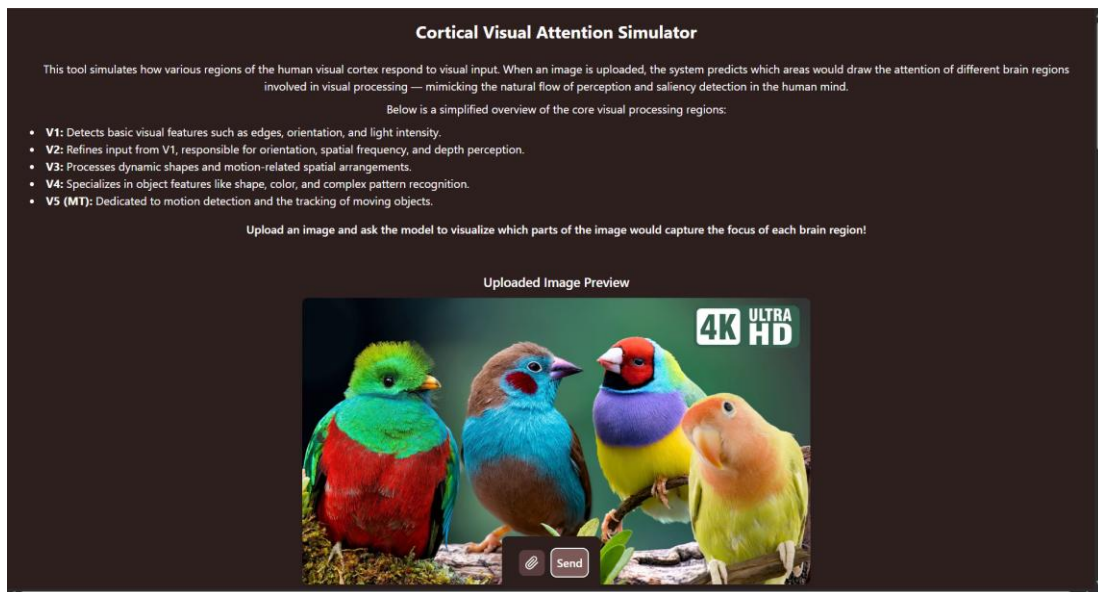 Cortical Visual Attention Simulator
This tool simulates how various regions of the human visual cortex respond to visual input. When an image is uploaded, the system predicts which areas would draw the attention of different brain regions
involved in visual processing — mimicking the natural flow of perception and saliency detection in the human mind.
Below is a simplified overview of the core visual processing regions:
• V1: Detects basic visual features such as edges, orientation, and light intensity.
• V2: Refines input from V1, responsible for orientation, spatial frequency, and depth perception.
• V3: Processes dynamic shapes and motion-related spatial arrangements.
• V4: Specializes in object features like shape, color, and complex pattern recognition.
• V5 (MT): Dedicated to motion detection and the tracking of moving objects.
Upload an image and ask the model to visualize which parts of the image would capture the focus of each brain region!
Uploaded Image Preview
4K ULTRA
HD
Send